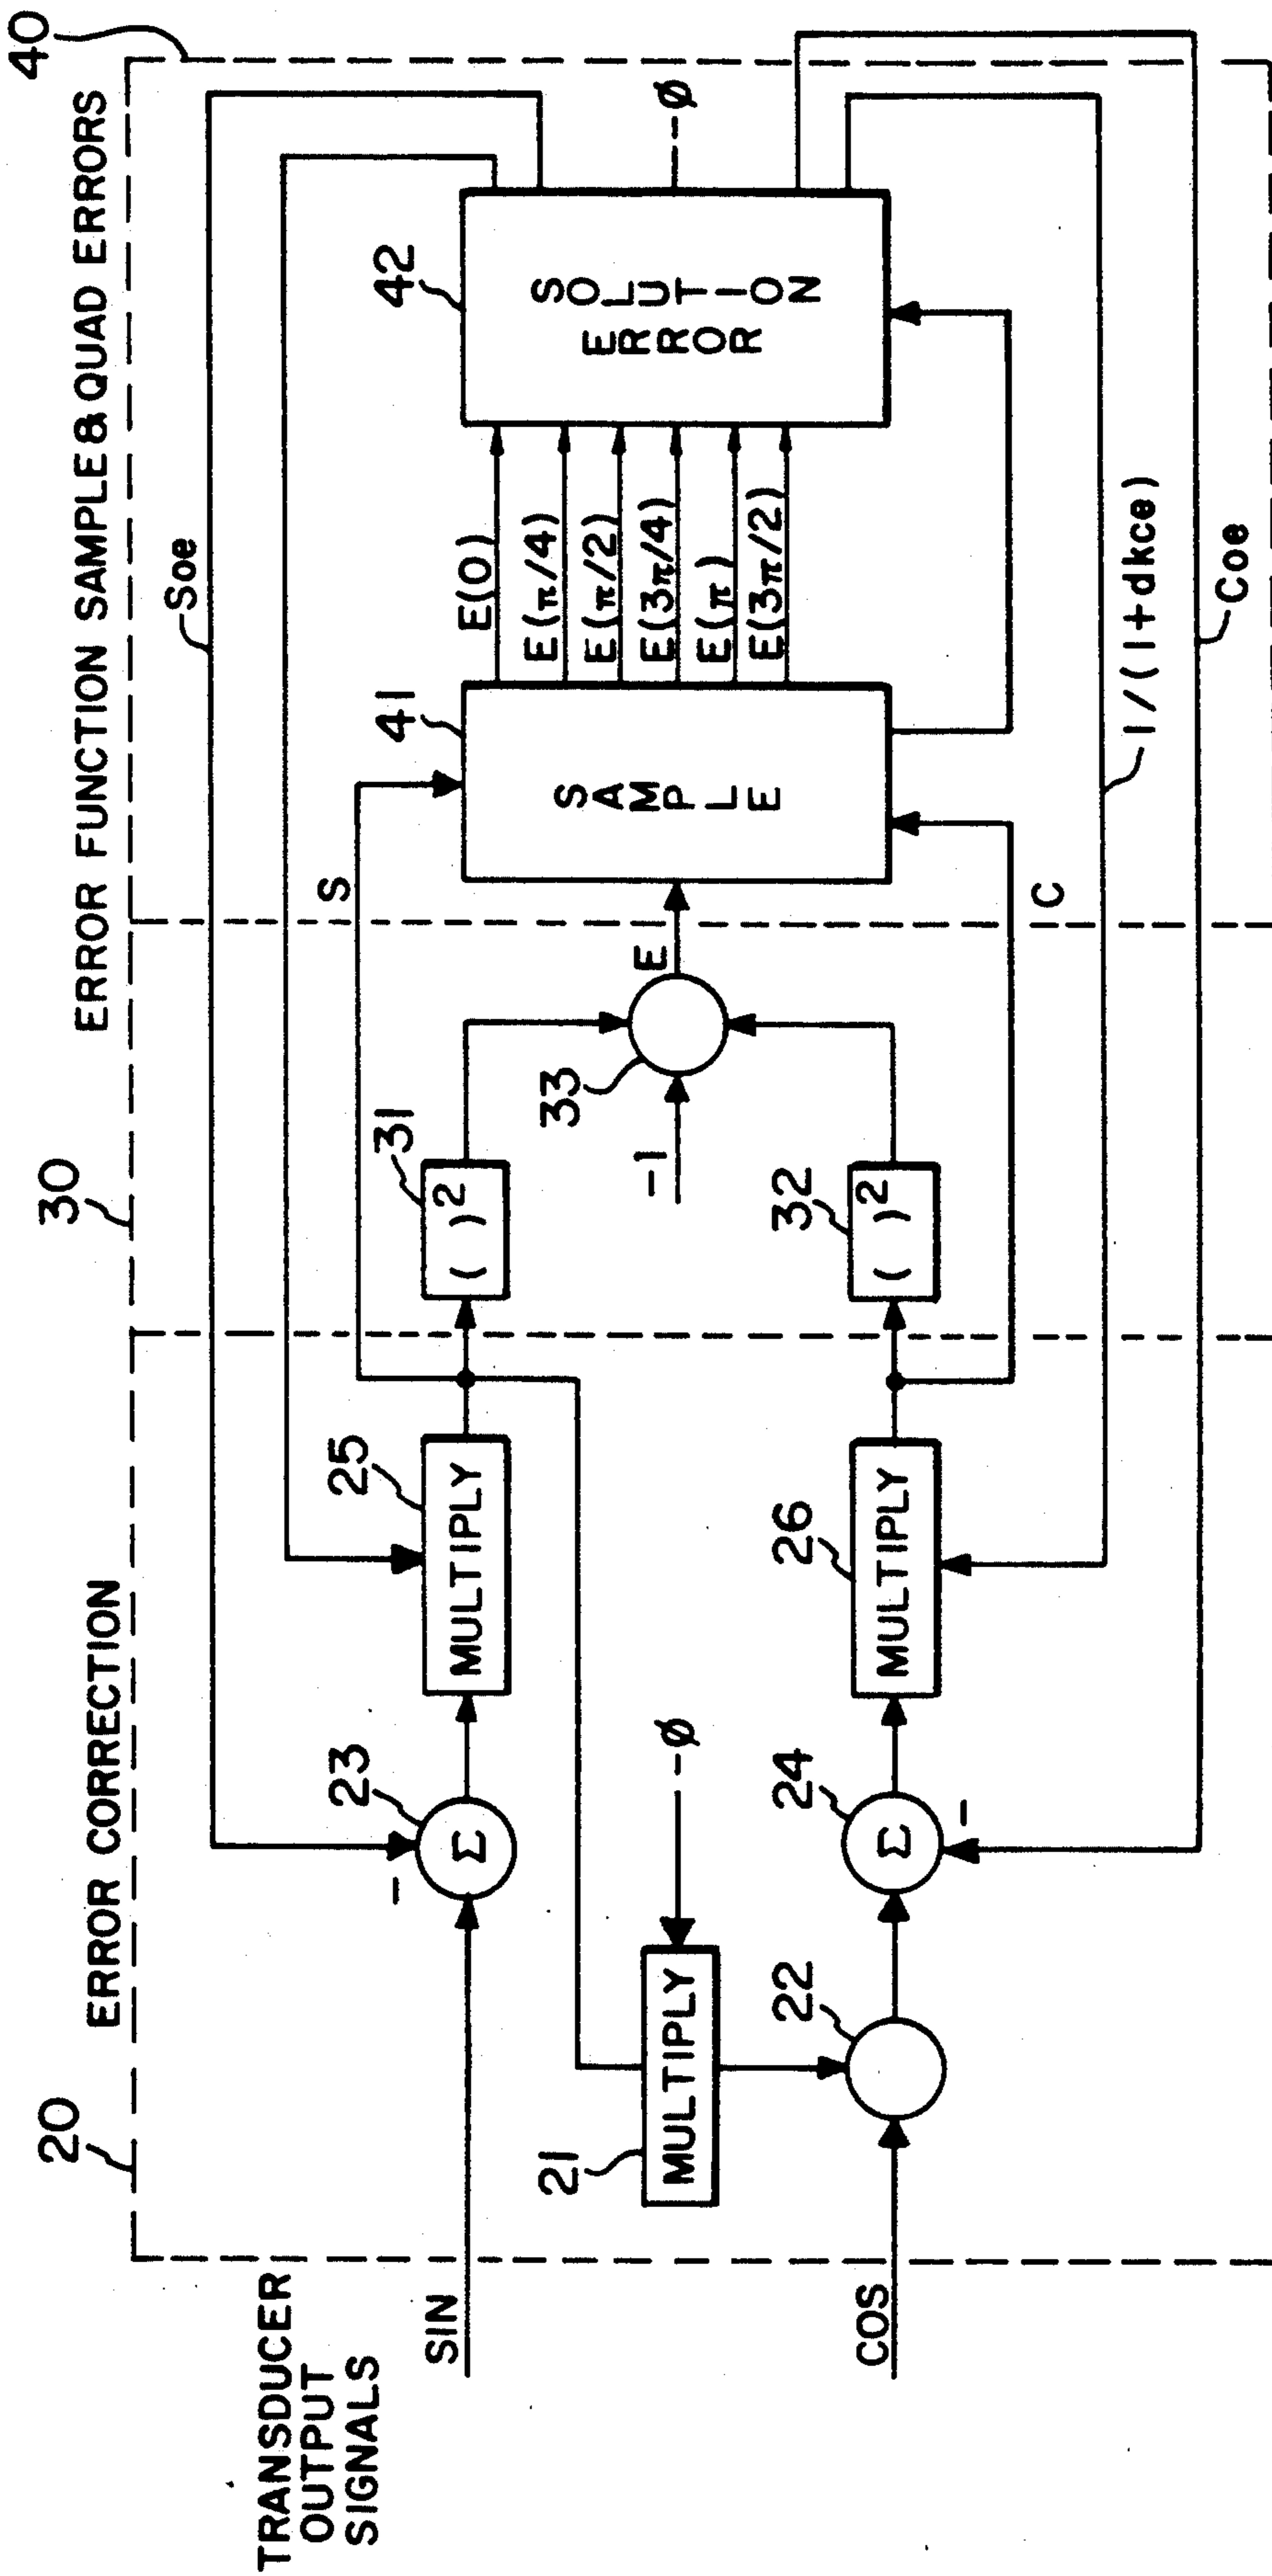 TRANSDUCER
OUTPUT
SIGNALS
SIN
COS
20
ERROR CORRECTION
21
MULTIPLY
--Ø
22
-
23
Σ
24
Σ
-
25
MULTIPLY
26
MULTIPLY
30
31
( )²
32
( )²
33
-1
E
S
C
ERROR FUNCTION SAMPLE & QUAD ERRORS
40
Soe
41
SAMPLE
E(0)
E(π/4)
E(π/2)
E(3π/4)
E(π)
E(3π/2)
42
SOLUTION
ERROR
--Ø
1/(1+dkce)
Coe